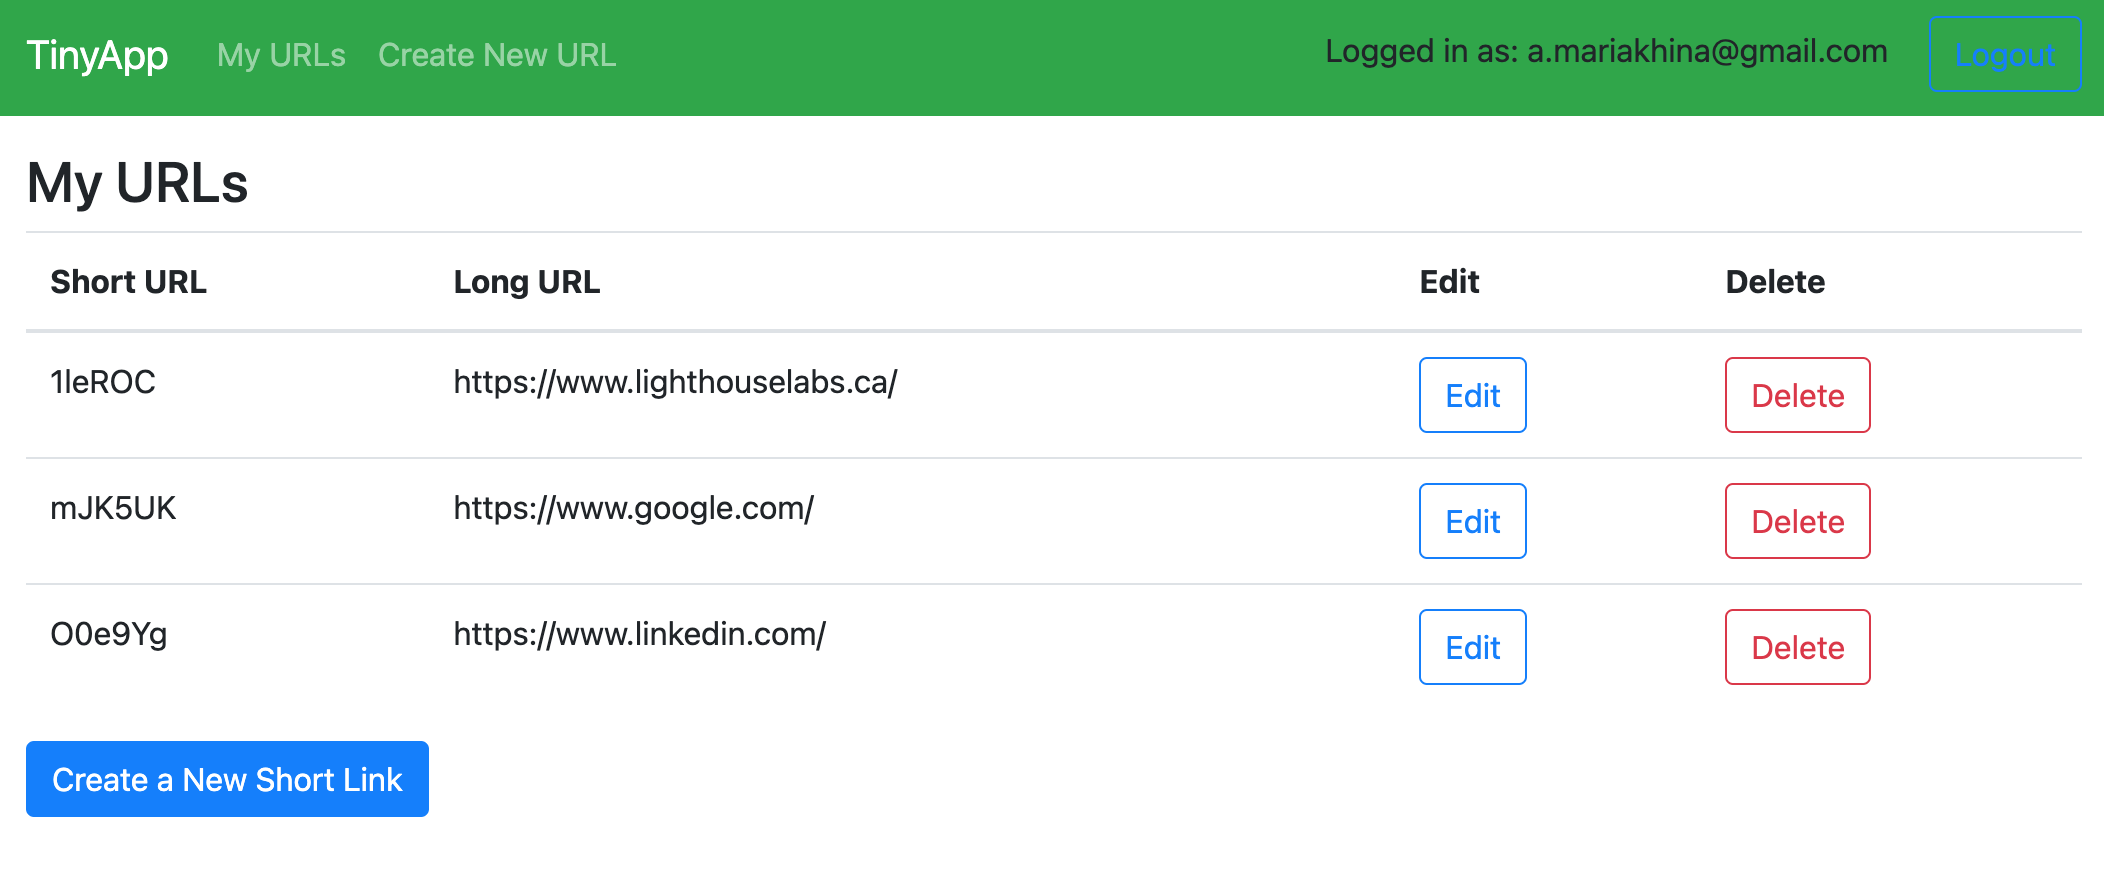 TinyApp My URLs Create New URL Logged in as: a.mariakhina@gmail.com Logout
My URLs
Short URL Long URL Edit Delete
1leROC https://www.lighthouselabs.ca/ Edit Delete
mJK5UK https://www.google.com/ Edit Delete
O0e9Yg https://www.linkedin.com/ Edit Delete
Create a New Short Link